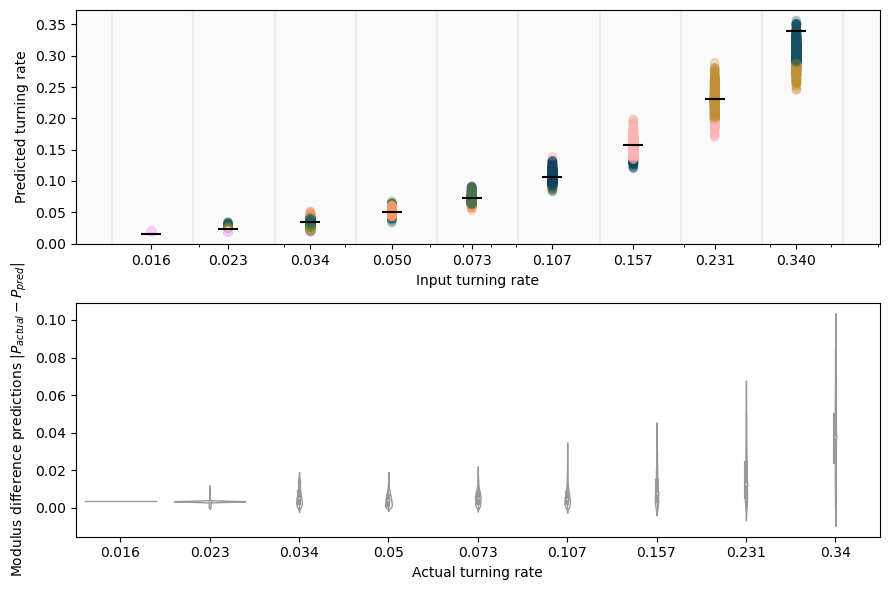 Predicted turning rate
0.35
0.30
0.25
0.20
0.15
0.10
0.05
0.00
0.016 0.023 0.034 0.050 0.073 0.107 0.157 0.231 0.340
Input turning rate
Modulus difference predictions |P_actual − P_pred|
0.10
0.08
0.06
0.04
0.02
0.00
0.016 0.023 0.034 0.05 0.073 0.107 0.157 0.231 0.34
Actual turning rate